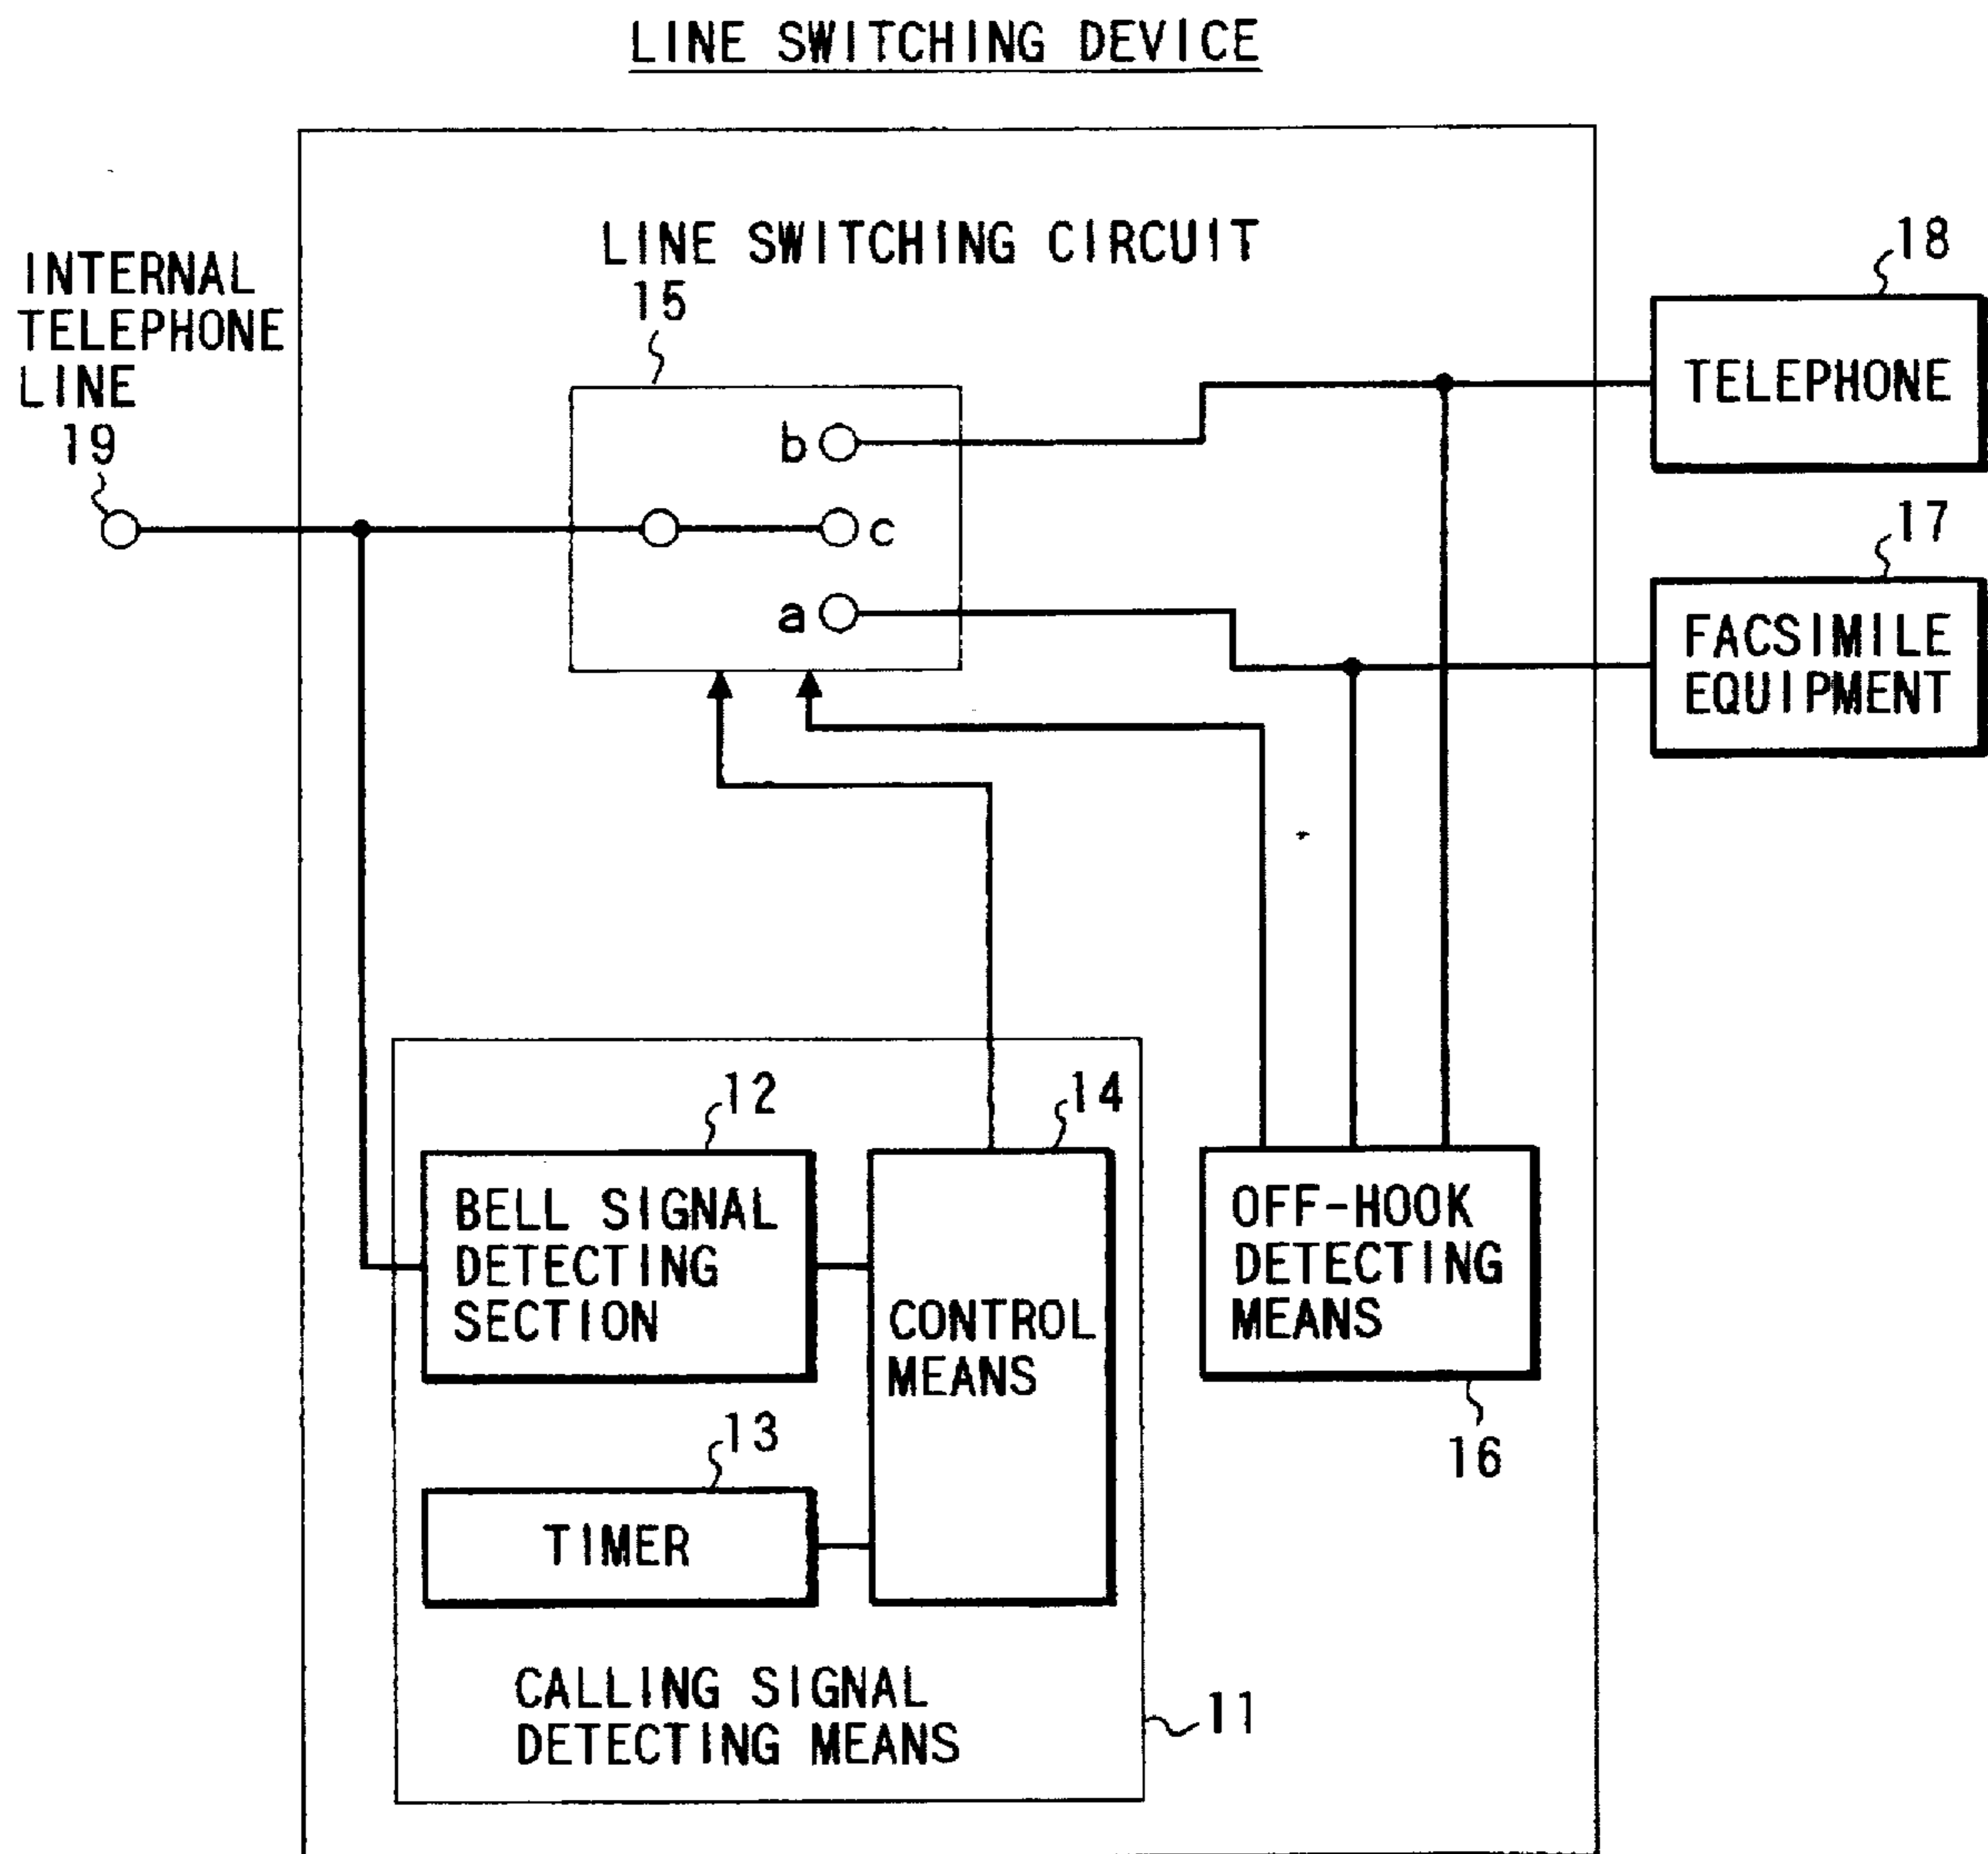 LINE SWITCHING DEVICE
LINE SWITCHING CIRCUIT
15
INTERNAL
TELEPHONE
LINE
19
18
TELEPHONE
17
FACSIMILE
EQUIPMENT
b
c
a
12
BELL SIGNAL
DETECTING
SECTION
14
CONTROL
MEANS
13
TIMER
OFF-HOOK
DETECTING
MEANS
16
CALLING SIGNAL
DETECTING MEANS
11